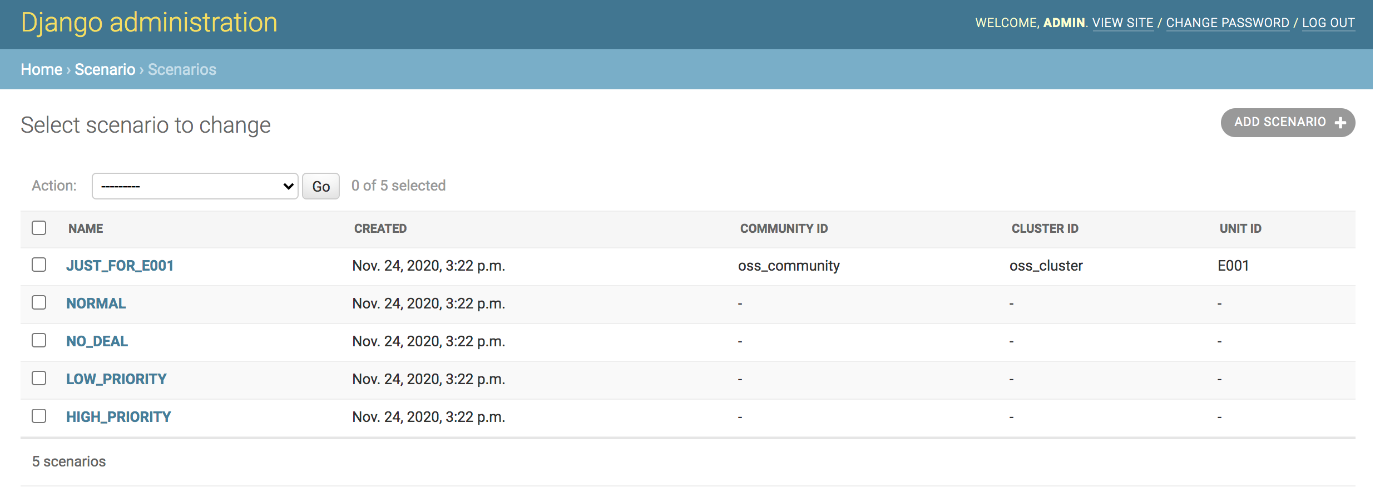 Django administration
WELCOME, ADMIN. VIEW SITE / CHANGE PASSWORD / LOG OUT
Home › Scenario › Scenarios
Select scenario to change
ADD SCENARIO +
Action: --------- Go 0 of 5 selected
NAME CREATED COMMUNITY ID CLUSTER ID UNIT ID
JUST_FOR_E001 Nov. 24, 2020, 3:22 p.m. oss_community oss_cluster E001
NORMAL Nov. 24, 2020, 3:22 p.m. - - -
NO_DEAL Nov. 24, 2020, 3:22 p.m. - - -
LOW_PRIORITY Nov. 24, 2020, 3:22 p.m. - - -
HIGH_PRIORITY Nov. 24, 2020, 3:22 p.m. - - -
5 scenarios